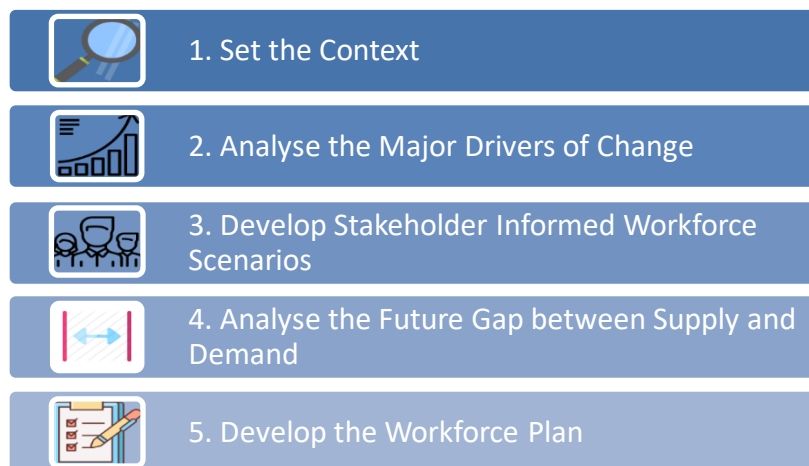 1. Set the Context
2. Analyse the Major Drivers of Change
3. Develop Stakeholder Informed Workforce
Scenarios
4. Analyse the Future Gap between Supply and
Demand
5. Develop the Workforce Plan